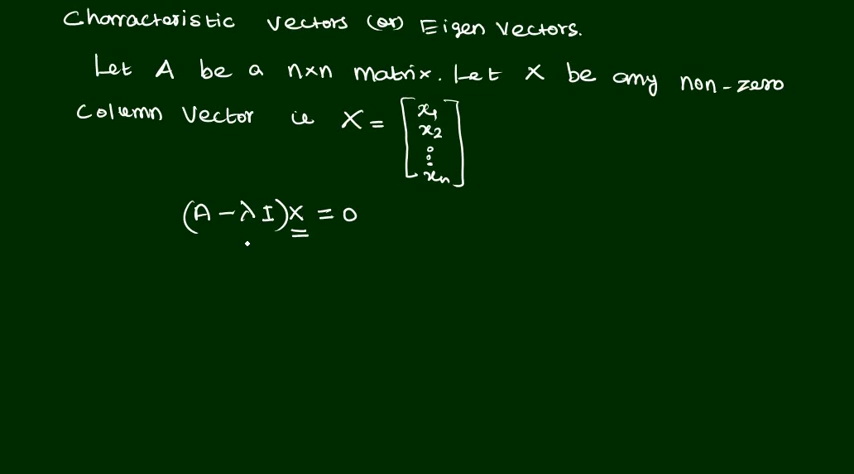 Characteristic vectors (or) Eigen vectors.
Let A be a n×n matrix. Let X be any non-zero
column vector ie X = [x1 x2 ⋮ xn]
(A - λI)X = 0